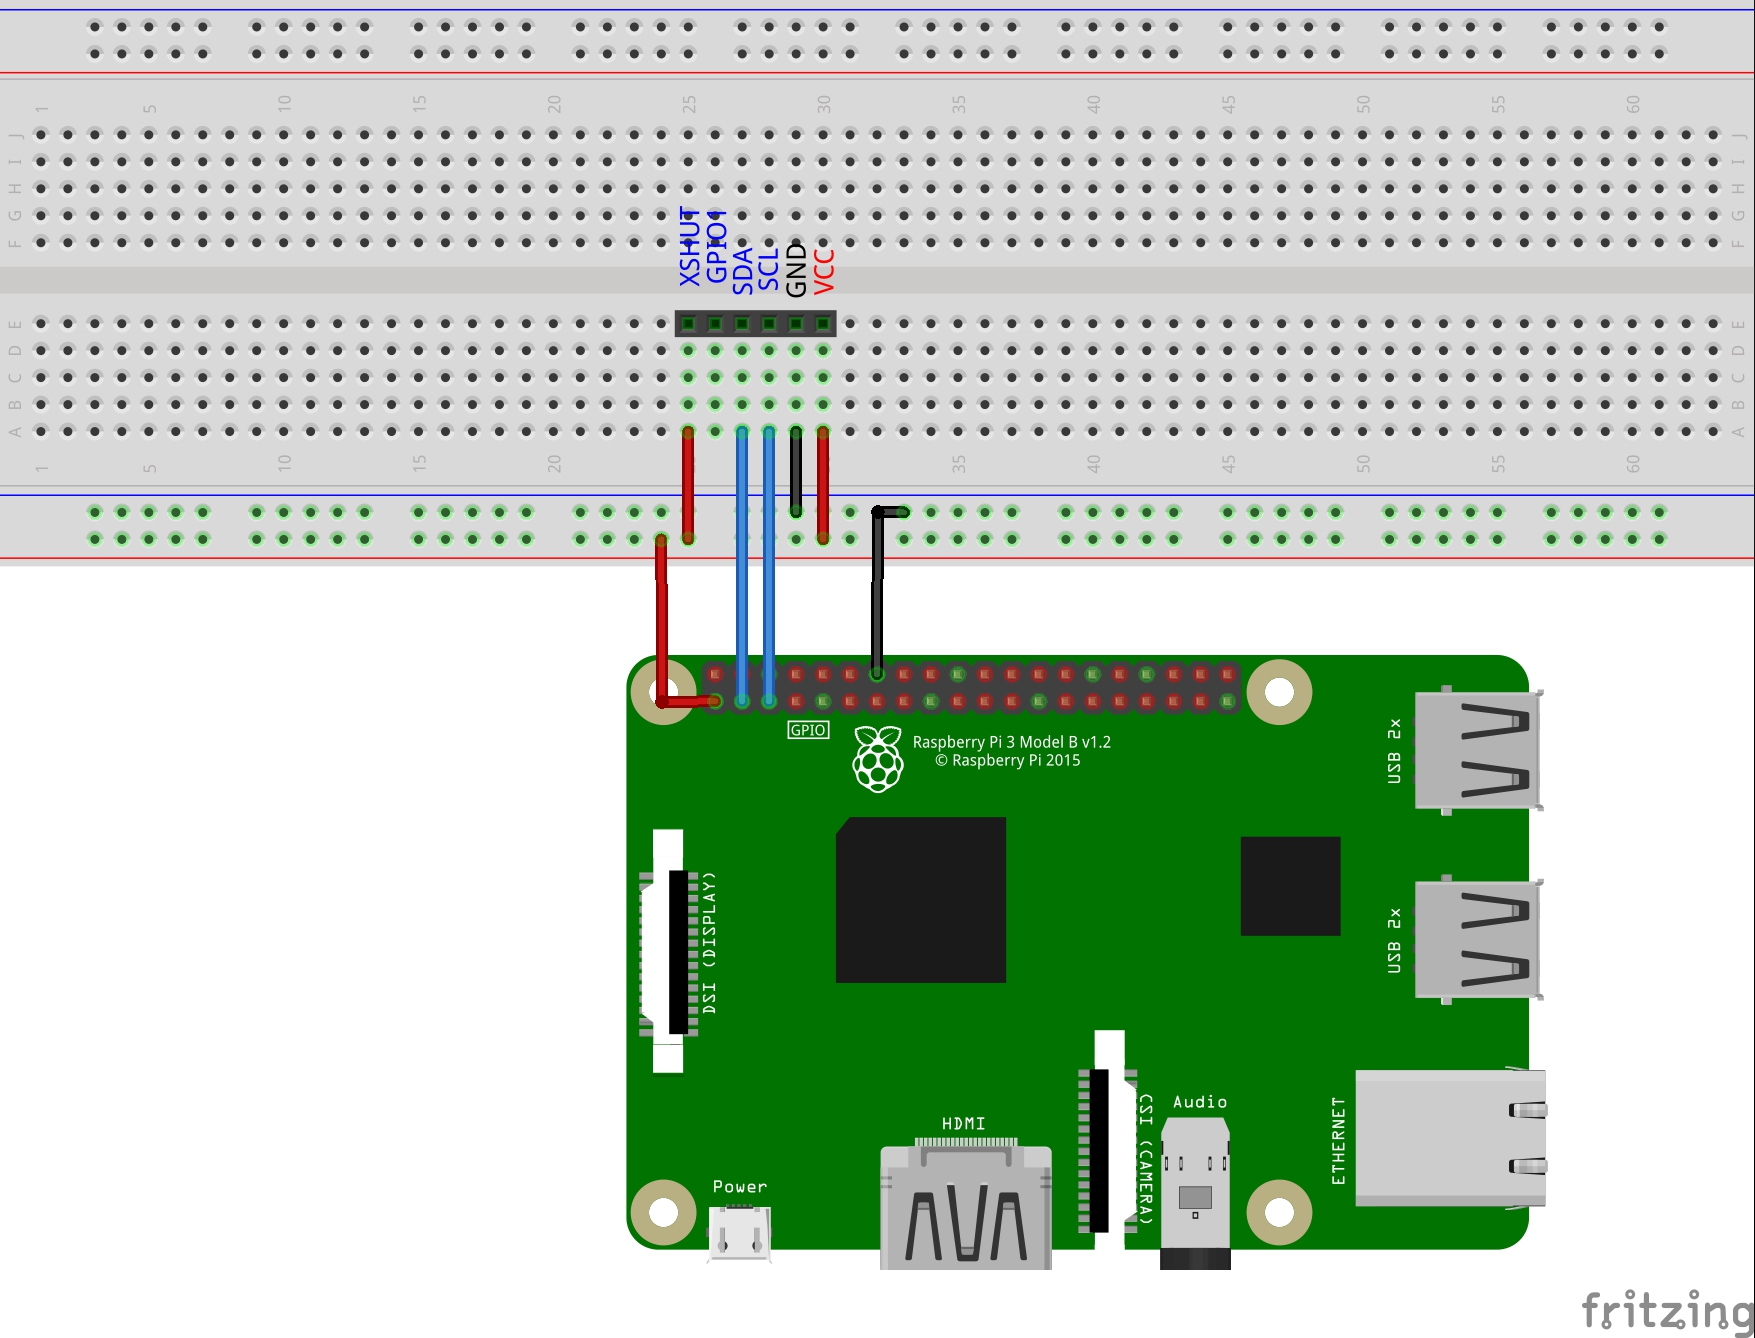 1 5 10 15 20 25 30 35 40 45 50 55 60
J J
I I
H H
G G
F F
XSHUT GPIO1 SDA SCL GND VCC
E E
D D
C C
B B
A A
1 5 10 15 20 35 40 45 50 55 60
GPIO
Raspberry Pi 3 Model B v1.2
© Raspberry Pi 2015
USB 2x
DSI (DISPLAY)
USB 2x
HDMI
CSI (CAMERA)
Audio
ETHERNET
Power
fritzing